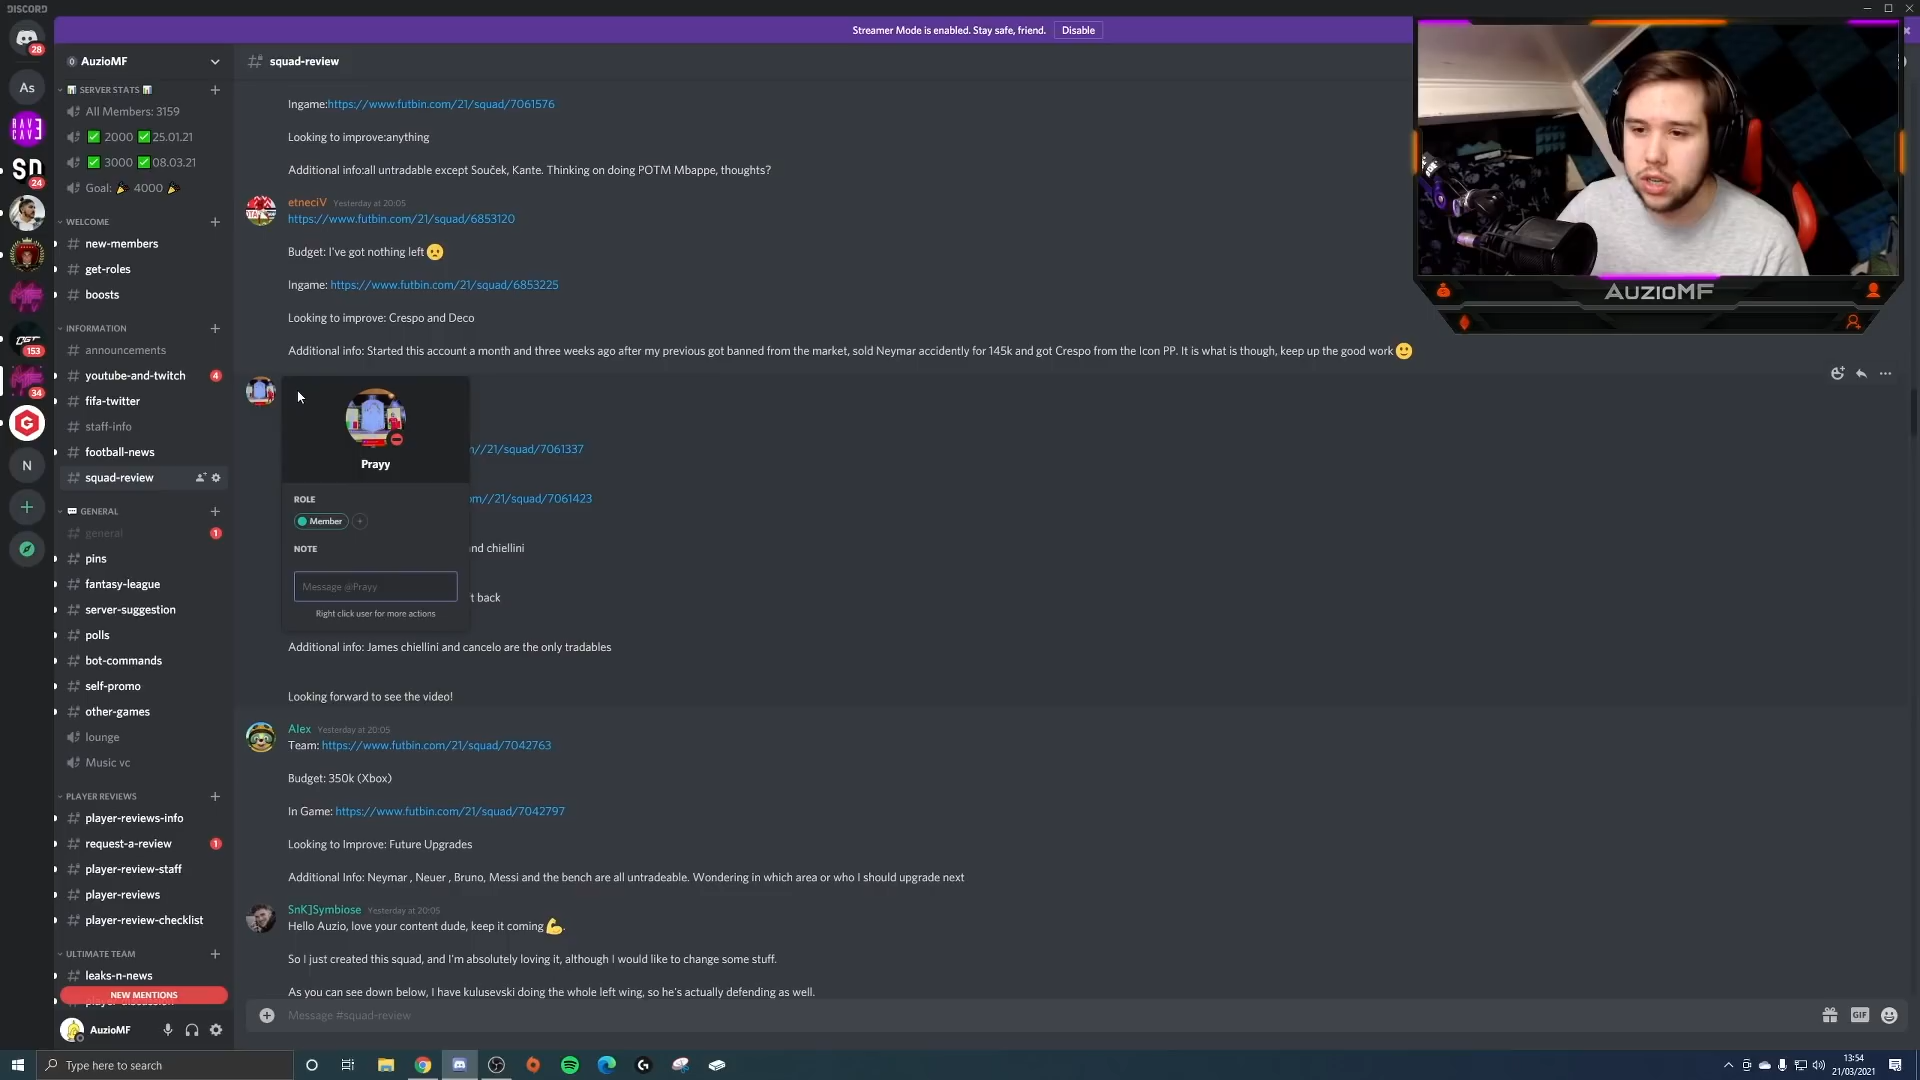 DISCORD
Streamer Mode is enabled. Stay safe, friend.
Disable
28
As
RAVE
CAVE
SD
24
CGT
153
34
N
AuzioMF
SERVER STATS
All Members: 3159
✅ 2000 ✅ 25.01.21
✅ 3000 ✅ 08.03.21
Goal: 🎉 4000 🎉
WELCOME
new-members
get-roles
boosts
INFORMATION
announcements
youtube-and-twitch 4
fifa-twitter
staff-info
football-news
squad-review
GENERAL
general 1
pins
fantasy-league
server-suggestion
polls
bot-commands
self-promo
other-games
lounge
Music vc
PLAYER REVIEWS
player-reviews-info
request-a-review 1
player-review-staff
player-reviews
player-review-checklist
ULTIMATE TEAM
leaks-n-news
NEW MENTIONS
AuzioMF
squad-review
Ingame:https://www.futbin.com/21/squad/7061576
Looking to improve:anything
Additional info:all untradable except Souček, Kante. Thinking on doing POTM Mbappe, thoughts?
etneciV Yesterday at 20:05
https://www.futbin.com/21/squad/6853120
Budget: I've got nothing left 🙁
Ingame: https://www.futbin.com/21/squad/6853225
Looking to improve: Crespo and Deco
Additional info: Started this account a month and three weeks ago after my previous got banned from the market, sold Neymar accidently for 145k and got Crespo from the Icon PP. It is what is though, keep up the good work 🙂
Prayy
ROLE
Member +
NOTE
Message @Prayy
Right click user for more actions
//21/squad/7061337
om//21/squad/7061423
nd chiellini
t back
Additional info: James chiellini and cancelo are the only tradables
Looking forward to see the video!
Alex Yesterday at 20:05
Team: https://www.futbin.com/21/squad/7042763
Budget: 350k (Xbox)
In Game: https://www.futbin.com/21/squad/7042797
Looking to Improve: Future Upgrades
Additional Info: Neymar , Neuer , Bruno, Messi and the bench are all untradeable. Wondering in which area or who I should upgrade next
SnK]Symbiose Yesterday at 20:05
Hello Auzio, love your content dude, keep it coming 💪.
So I just created this squad, and I'm absolutely loving it, although I would like to change some stuff.
As you can see down below, I have kulusevski doing the whole left wing, so he's actually defending as well.
Message #squad-review
GIF
AUZIOMF
Type here to search
13:54
21/03/2021